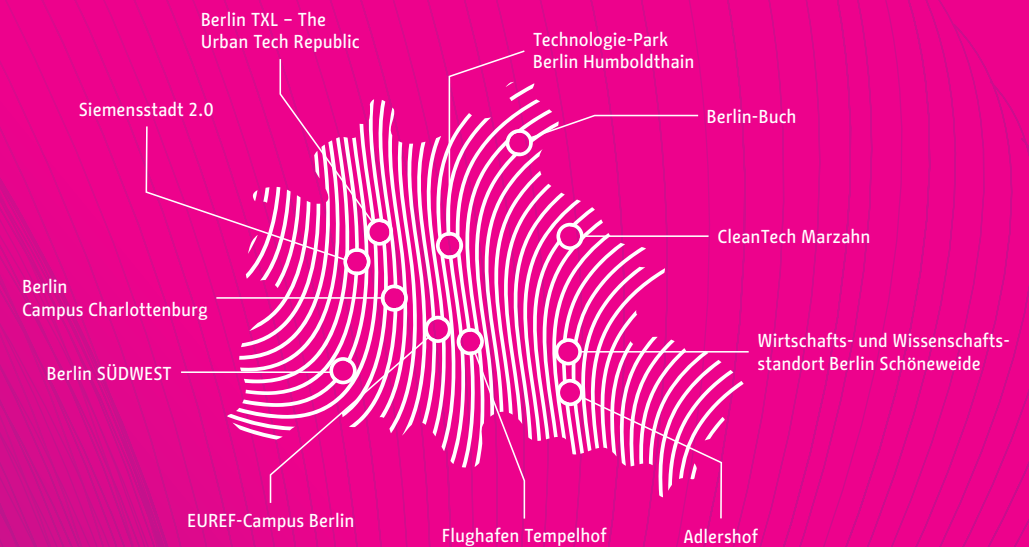 Berlin TXL – The
Urban Tech Republic
Technologie-Park
Berlin Humboldthain
Siemensstadt 2.0
Berlin-Buch
CleanTech Marzahn
Berlin
Campus Charlottenburg
Wirtschafts- und Wissenschafts-
standort Berlin Schöneweide
Berlin SÜDWEST
EUREF-Campus Berlin
Flughafen Tempelhof
Adlershof